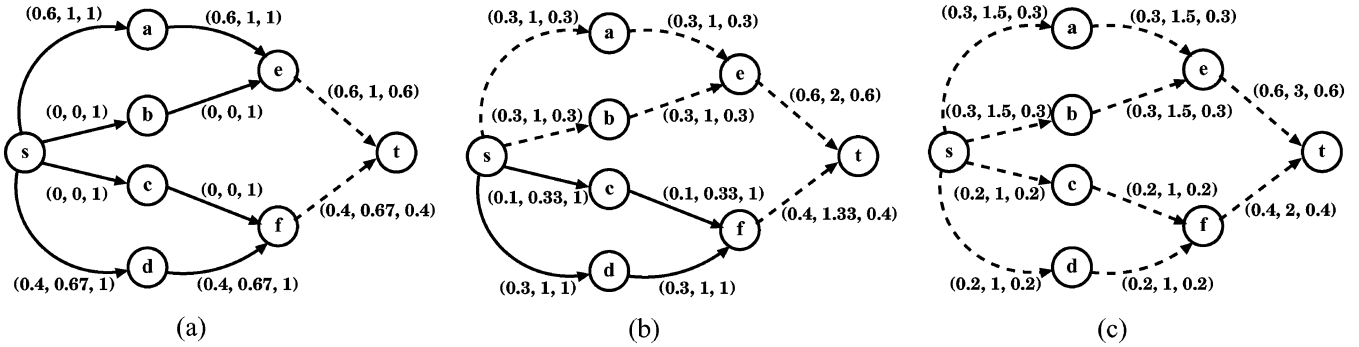 (0.6, 1, 1)
a
(0.6, 1, 1)
e
(0, 0, 1)
b
(0, 0, 1)
(0.6, 1, 0.6)
s
t
(0, 0, 1)
c
(0, 0, 1)
(0.4, 0.67, 0.4)
f
d
(0.4, 0.67, 1)
(0.4, 0.67, 1)
(a)
(0.3, 1, 0.3)
a
(0.3, 1, 0.3)
e
(0.3, 1, 0.3)
b
(0.3, 1, 0.3)
(0.6, 2, 0.6)
s
t
(0.1, 0.33, 1)
c
(0.1, 0.33, 1)
(0.4, 1.33, 0.4)
f
d
(0.3, 1, 1)
(0.3, 1, 1)
(b)
(0.3, 1.5, 0.3)
a
(0.3, 1.5, 0.3)
e
(0.3, 1.5, 0.3)
b
(0.3, 1.5, 0.3)
(0.6, 3, 0.6)
s
t
(0.2, 1, 0.2)
c
(0.2, 1, 0.2)
(0.4, 2, 0.4)
f
d
(0.2, 1, 0.2)
(0.2, 1, 0.2)
(c)